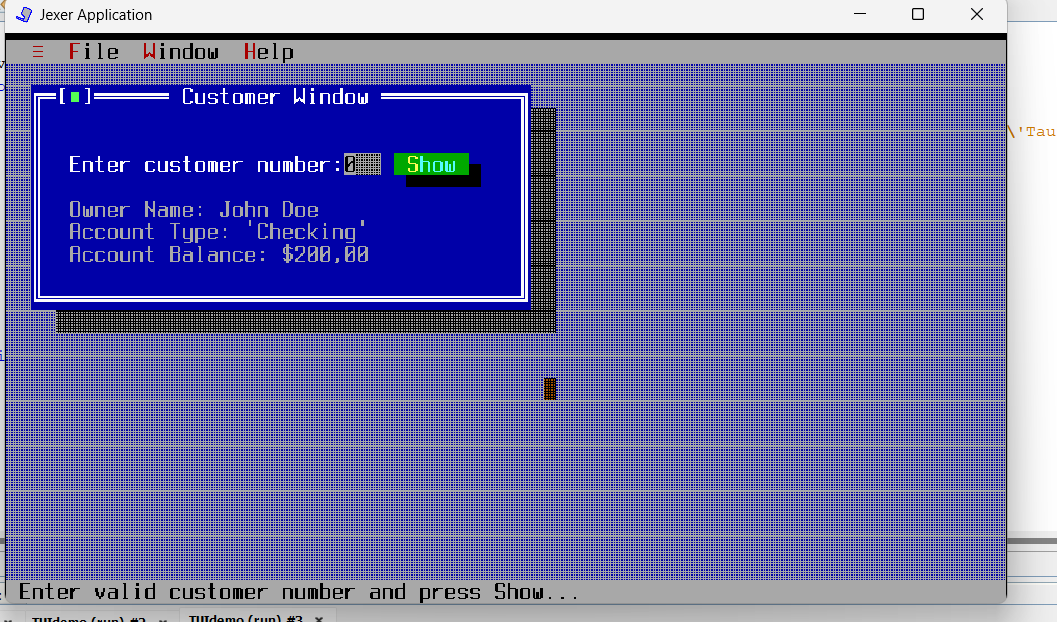 Jexer Application
File Window Help
\'Tau
Customer Window
Enter customer number:0 Show
Owner Name: John Doe
Account Type: 'Checking'
Account Balance: $200,00
Enter valid customer number and press Show...
TUIdemo (run) #2 × TUIdemo (run) #3 ×